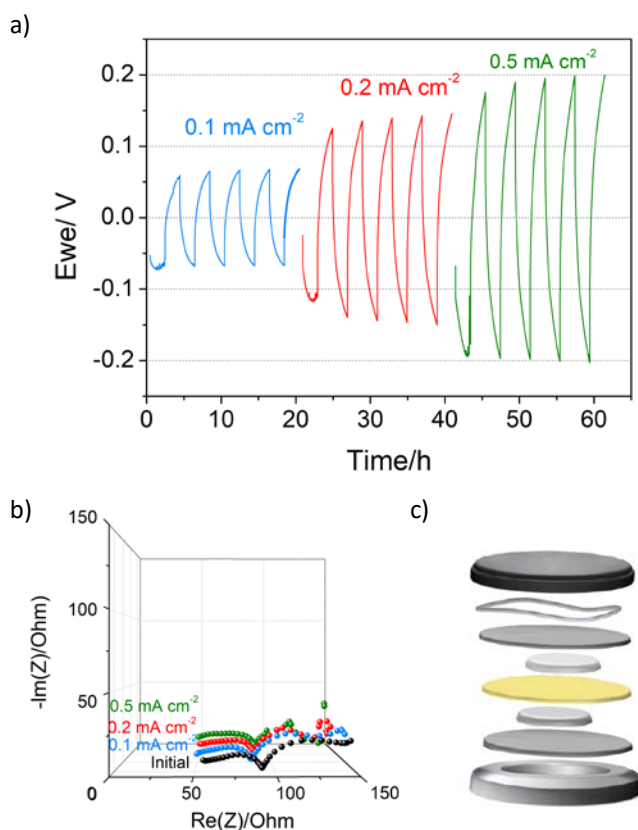 a)
0.5 mA cm⁻²
0.2 mA cm⁻²
0.1 mA cm⁻²
Ewe/ V
0.2
0.1
0.0
-0.1
-0.2
0 10 20 30 40 50 60
Time/h
b)
c)
150
100
50
0
-Im(Z)/Ohm)
0.5 mA cm⁻²
0.2 mA cm⁻²
0.1 mA cm⁻²
Initial
0 50 100 150
Re(Z)/Ohm